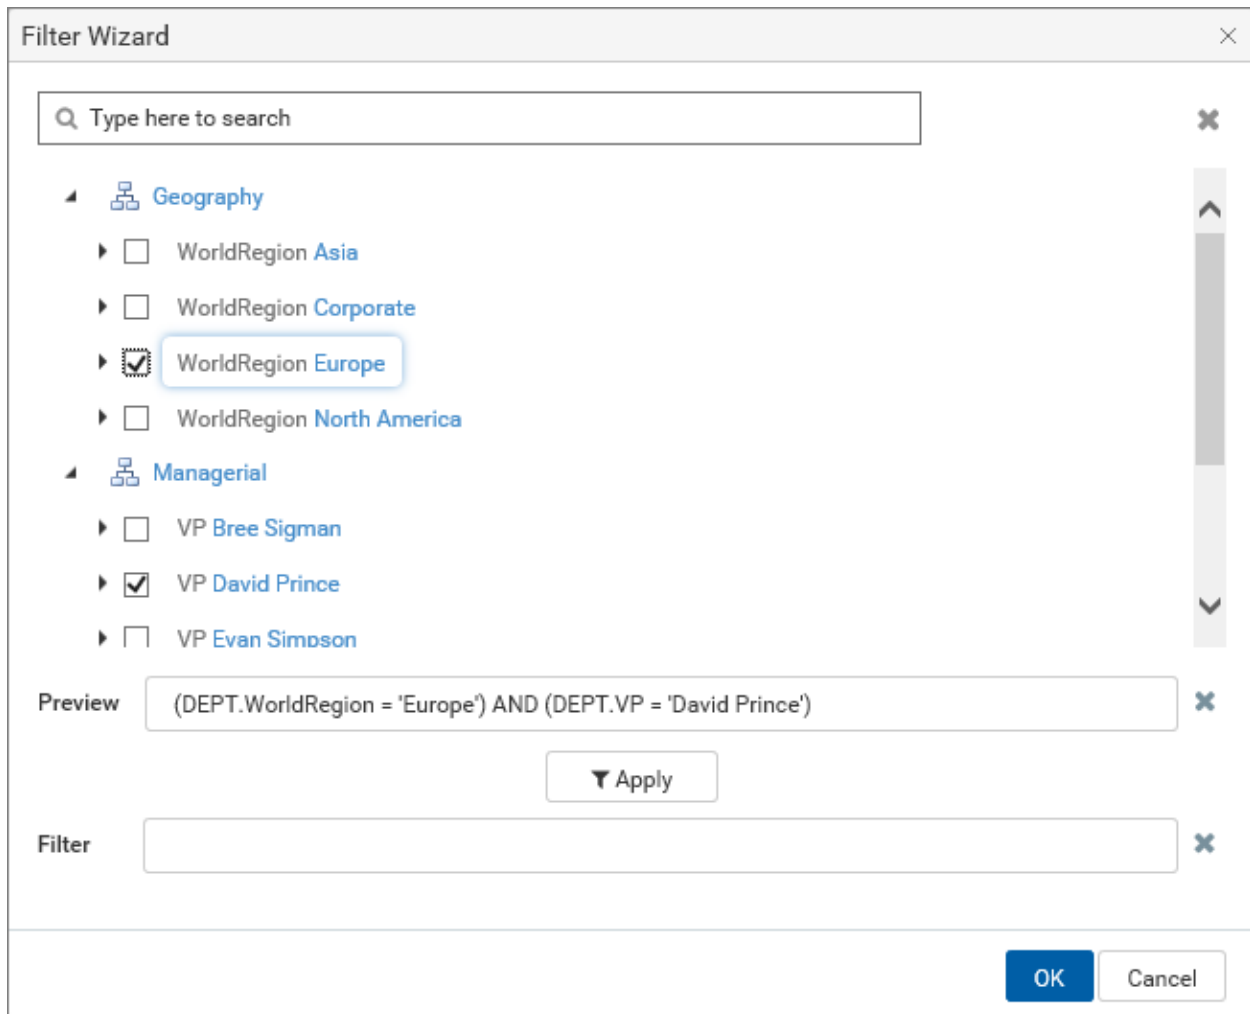 Filter Wizard
Type here to search
Geography
WorldRegion Asia
WorldRegion Corporate
WorldRegion Europe
WorldRegion North America
Managerial
VP Bree Sigman
VP David Prince
VP Evan Simpson
Preview (DEPT.WorldRegion = 'Europe') AND (DEPT.VP = 'David Prince')
Apply
Filter
OK Cancel